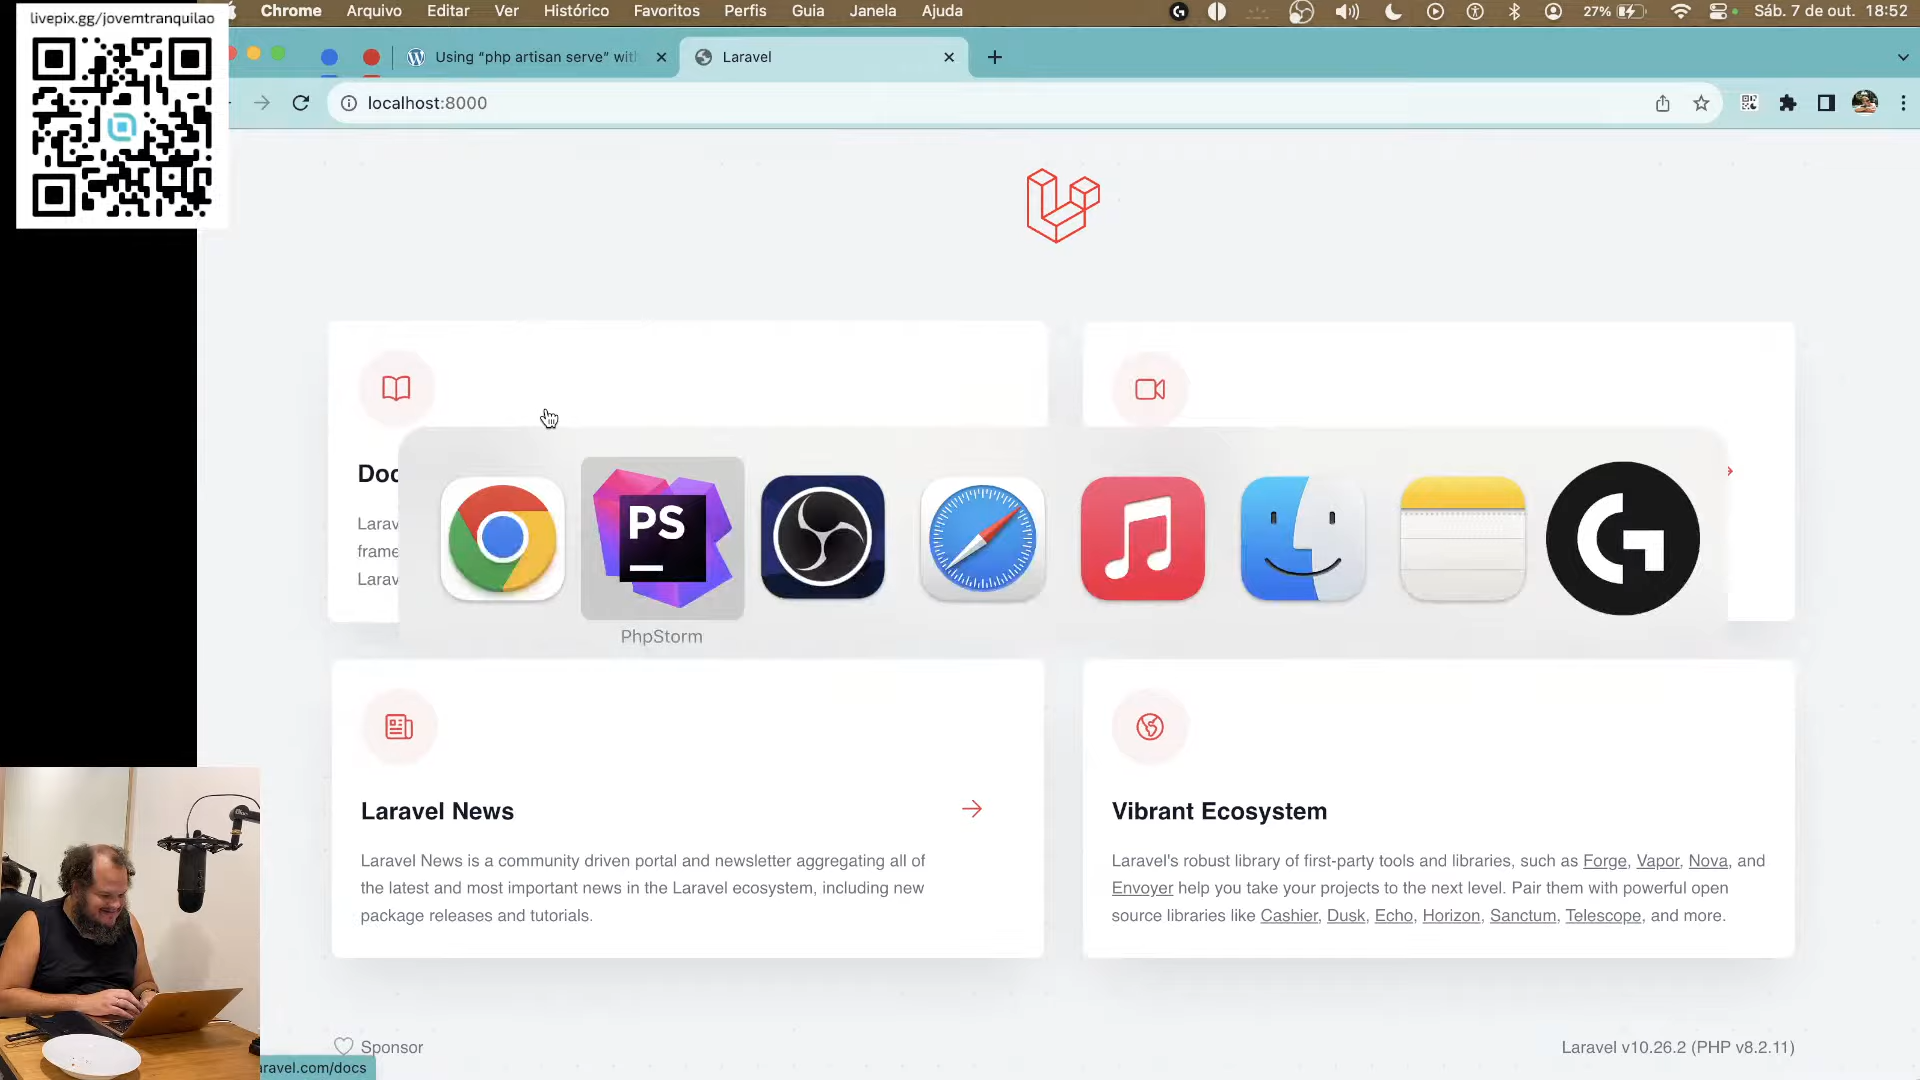 livepix.gg/jovemtranquilao
Chrome Arquivo Editar Ver Histórico Favoritos Perfis Guia Janela Ajuda
27% Sáb. 7 de out. 18:52
Using “php artisan serve” wit
Laravel
localhost:8000
Doc
Larav
frame
Larav
PS
PhpStorm
Laravel News
Laravel News is a community driven portal and newsletter aggregating all of
the latest and most important news in the Laravel ecosystem, including new
package releases and tutorials.
Vibrant Ecosystem
Laravel's robust library of first-party tools and libraries, such as Forge, Vapor, Nova, and
Envoyer help you take your projects to the next level. Pair them with powerful open
source libraries like Cashier, Dusk, Echo, Horizon, Sanctum, Telescope, and more.
Sponsor
Laravel v10.26.2 (PHP v8.2.11)
aravel.com/docs